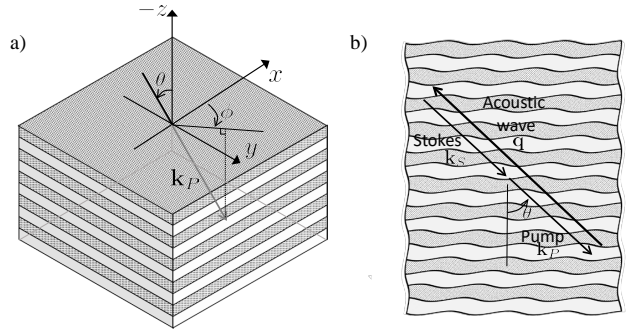 a)
−z
θ
x
ϕ
y
k_P
b)
Acoustic
wave
q
Stokes
k_S
θ
Pump
k_P